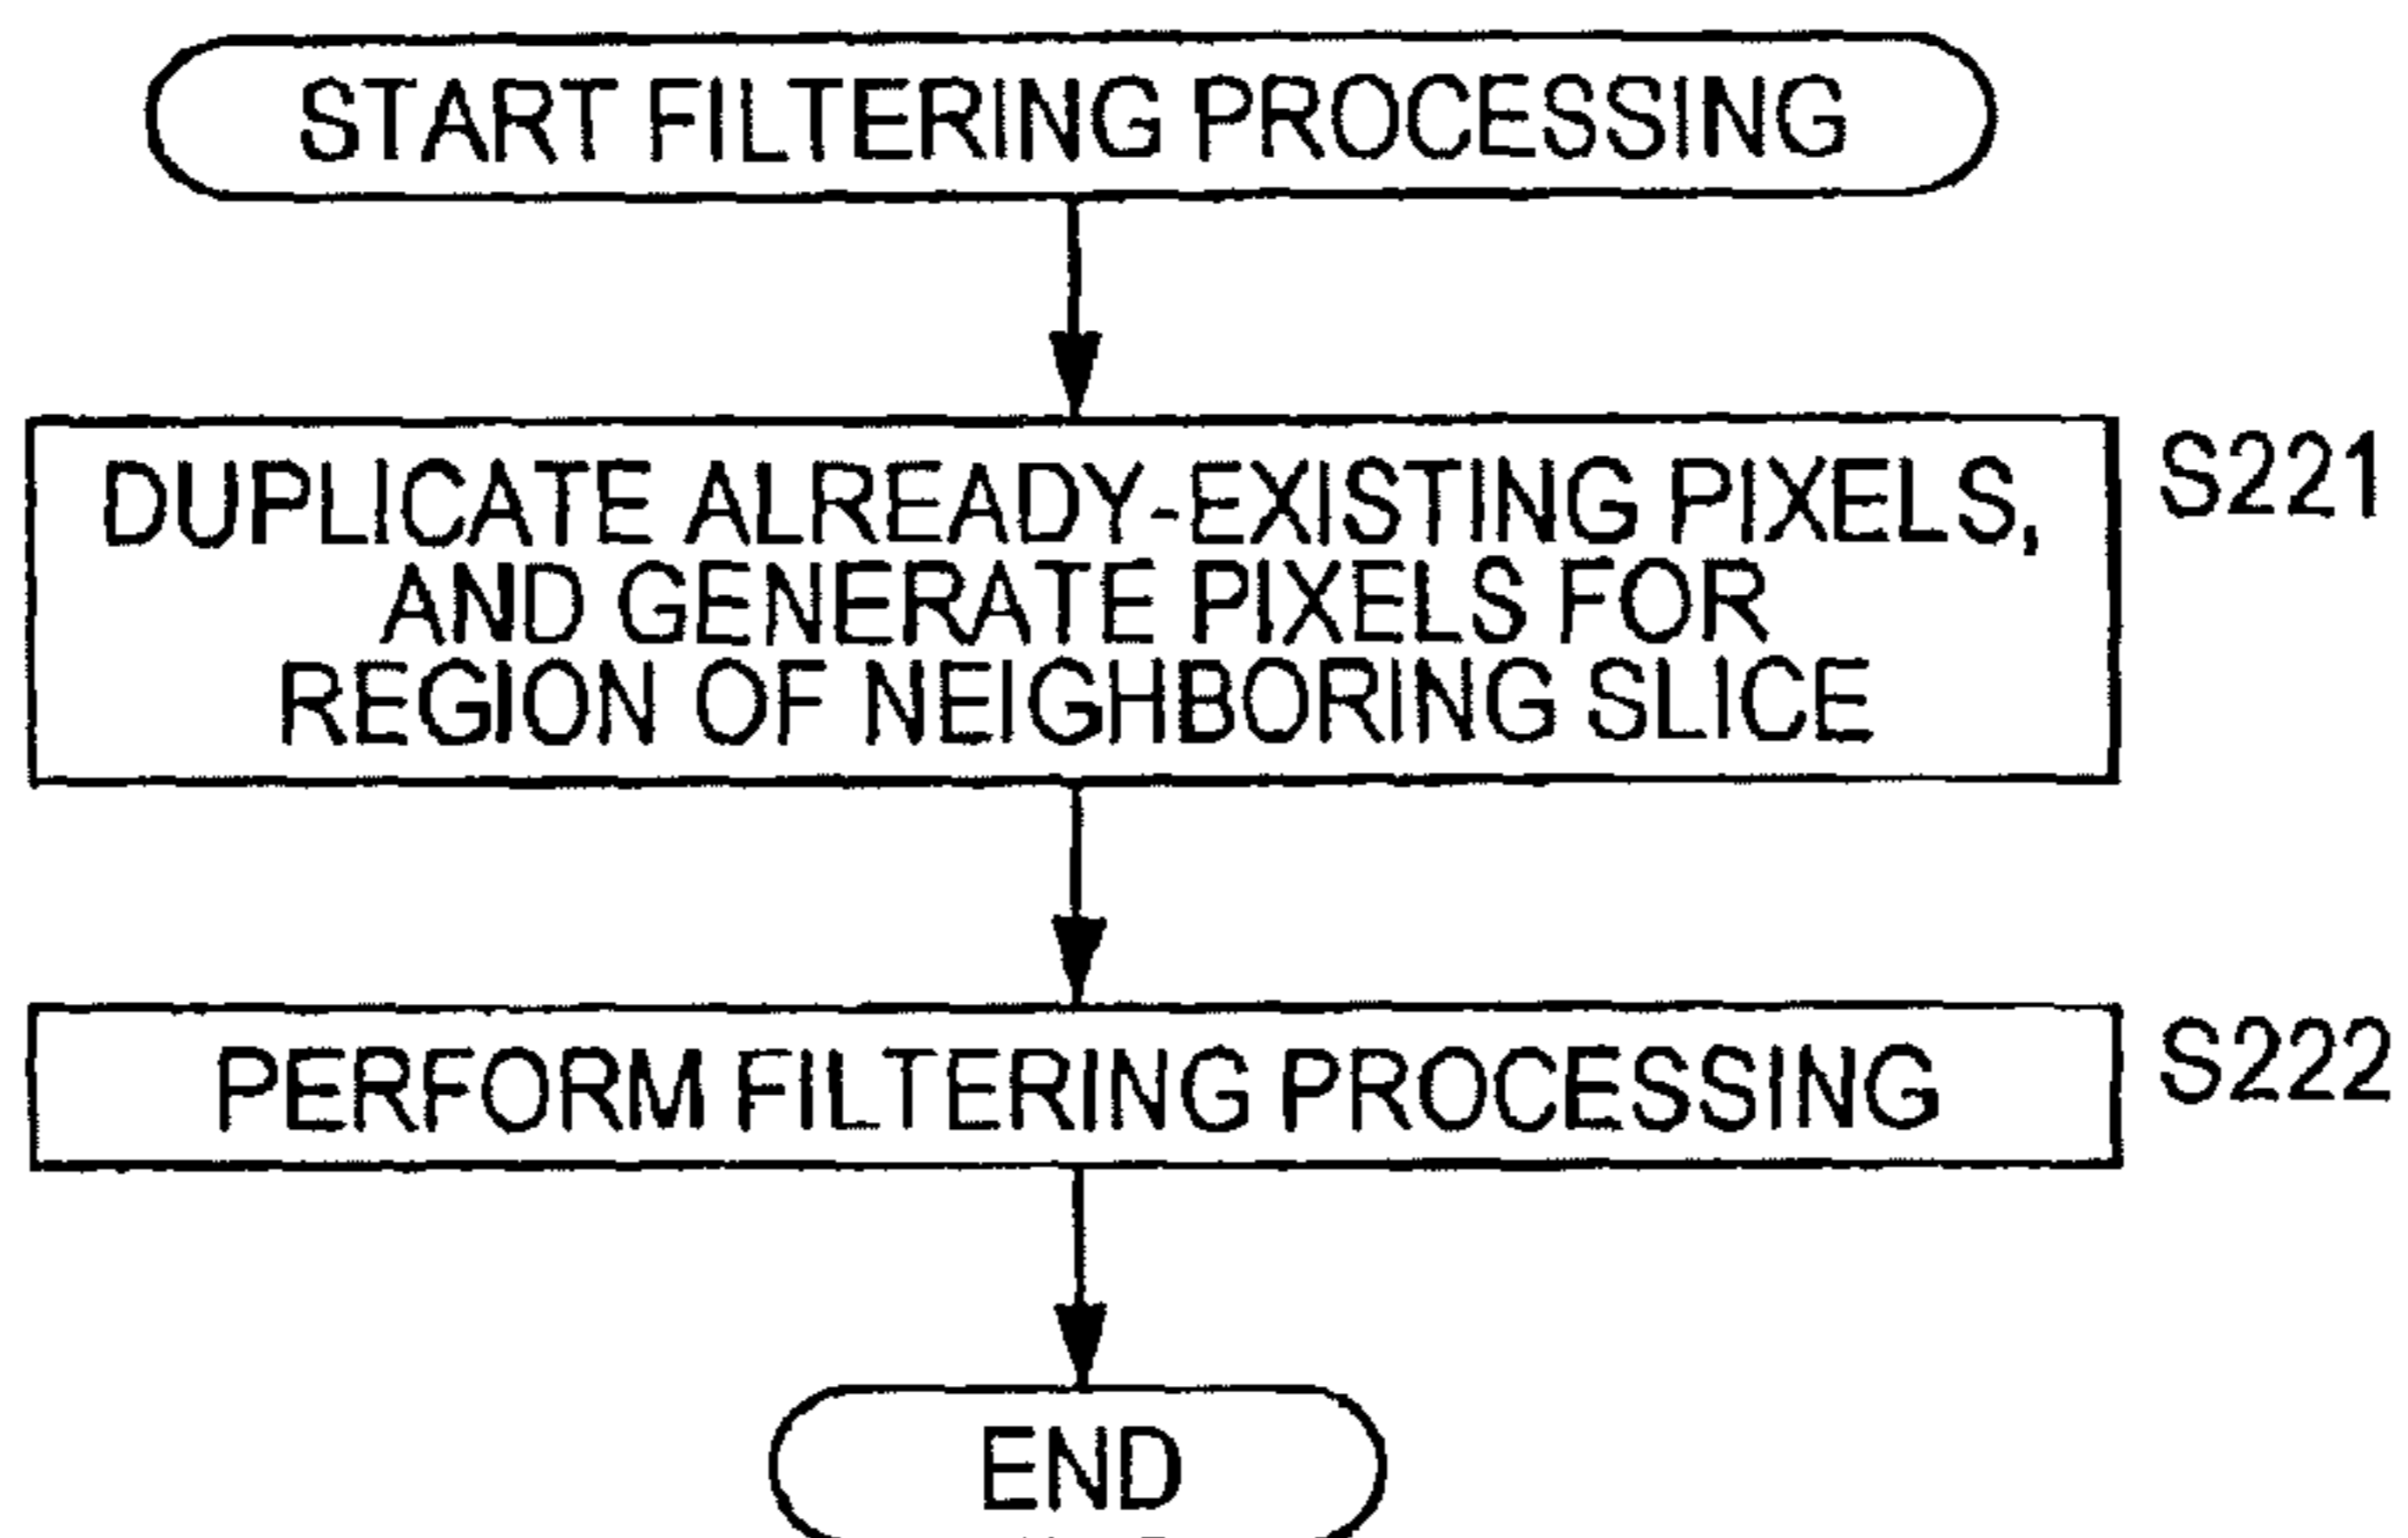 START FILTERING PROCESSING
DUPLICATE ALREADY-EXISTING PIXELS,
AND GENERATE PIXELS FOR
REGION OF NEIGHBORING SLICE
S221
PERFORM FILTERING PROCESSING
S222
END